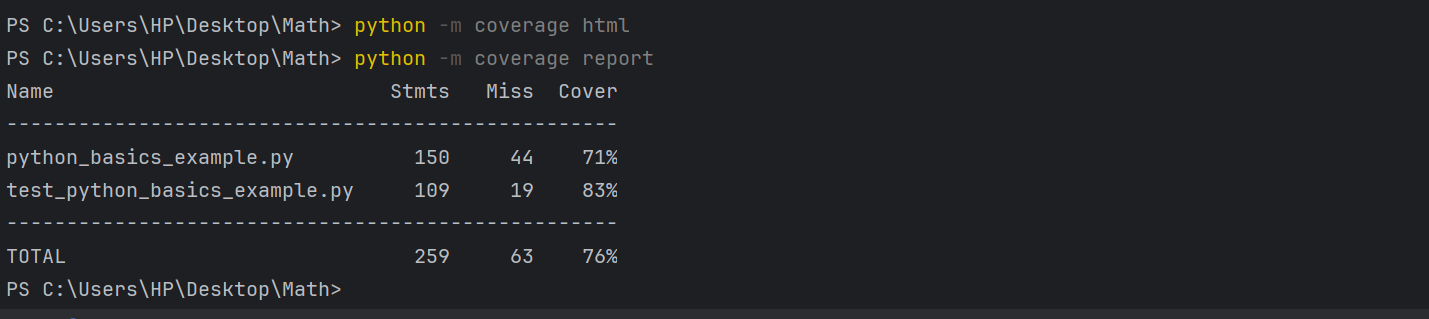 PS C:\Users\HP\Desktop\Math> python -m coverage html
PS C:\Users\HP\Desktop\Math> python -m coverage report
Name                            Stmts   Miss  Cover
---------------------------------------------------
python_basics_example.py          150     44    71%
test_python_basics_example.py     109     19    83%
---------------------------------------------------
TOTAL                             259     63    76%
PS C:\Users\HP\Desktop\Math>